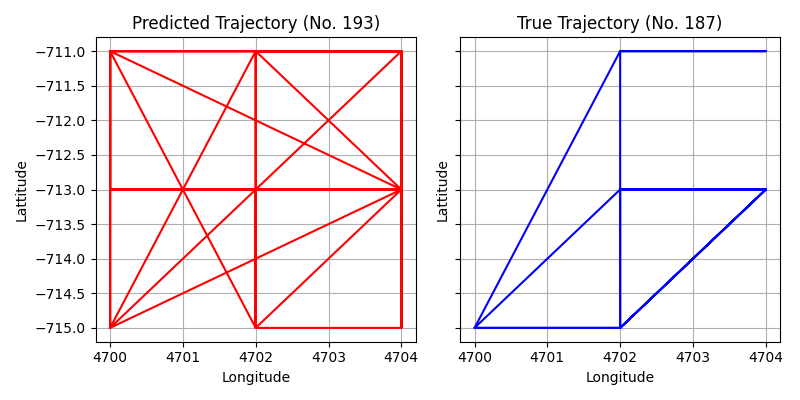 Predicted Trajectory (No. 193)
True Trajectory (No. 187)
Lattitude
−711.0
−711.5
−712.0
−712.5
−713.0
−713.5
−714.0
−714.5
−715.0
4700 4701 4702 4703 4704
Longitude
Lattitude
4700 4701 4702 4703 4704
Longitude